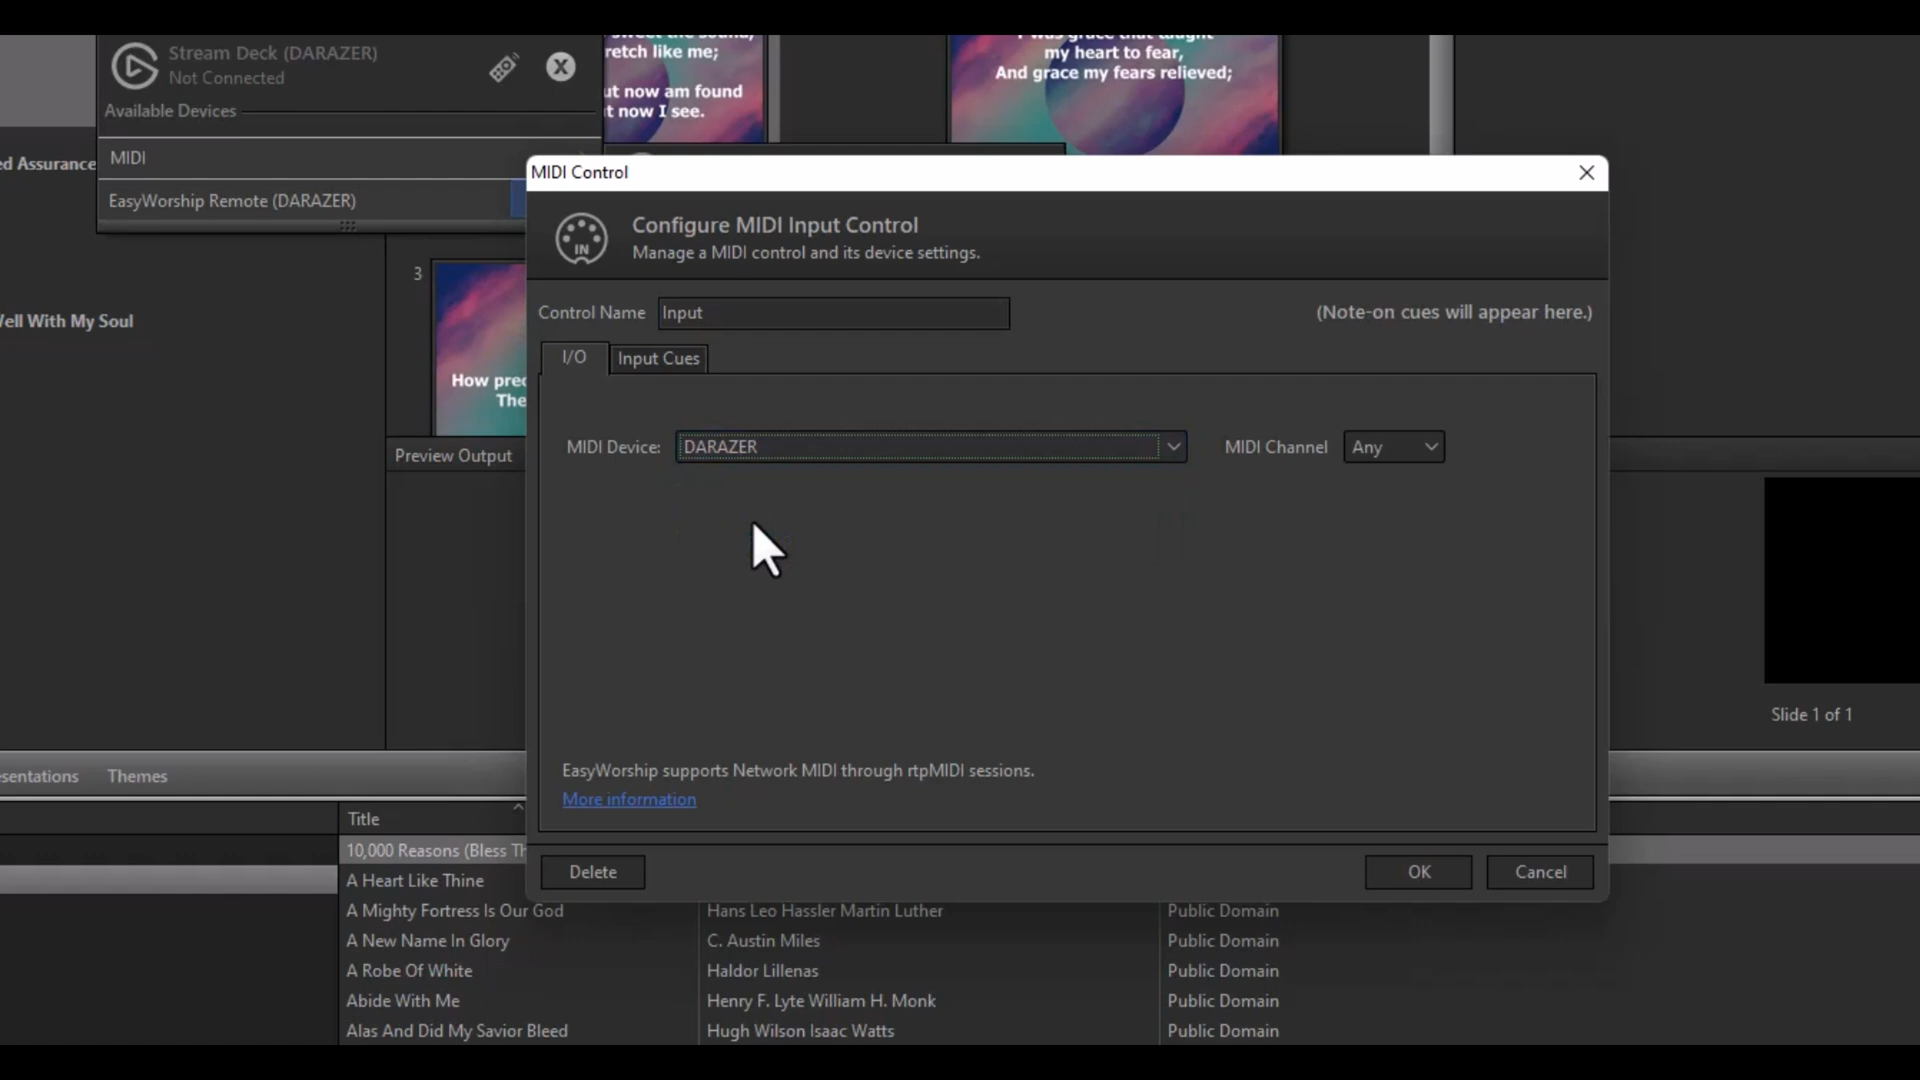 Stream Deck (DARAZER)
Not Connected
Available Devices
MIDI
EasyWorship Remote (DARAZER)
ed Assurance
Well With My Soul
retch like me;
ut now am found
t now I see.
my heart to fear,
And grace my fears relieved;
3
How prec
The
Preview Output
MIDI Control
IN
Configure MIDI Input Control
Manage a MIDI control and its device settings.
Control Name Input (Note-on cues will appear here.)
I/O Input Cues
MIDI Device: DARAZER MIDI Channel Any
EasyWorship supports Network MIDI through rtpMIDI sessions.
More information
Delete OK Cancel
Slide 1 of 1
esentations Themes
Title
10,000 Reasons (Bless Th
A Heart Like Thine
A Mighty Fortress Is Our God Hans Leo Hassler Martin Luther Public Domain
A New Name In Glory C. Austin Miles Public Domain
A Robe Of White Haldor Lillenas Public Domain
Abide With Me Henry F. Lyte William H. Monk Public Domain
Alas And Did My Savior Bleed Hugh Wilson Isaac Watts Public Domain